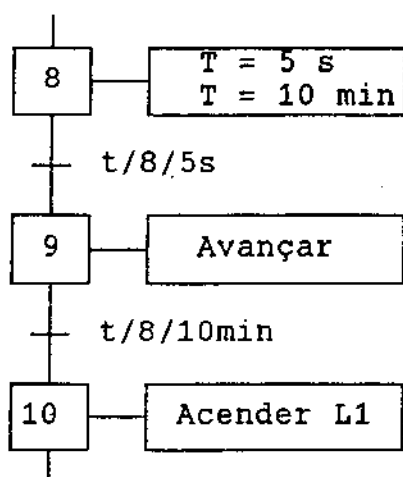 8
T = 5 s
T = 10 min
t/8/5s
9
Avançar
t/8/10min
10
Acender L1